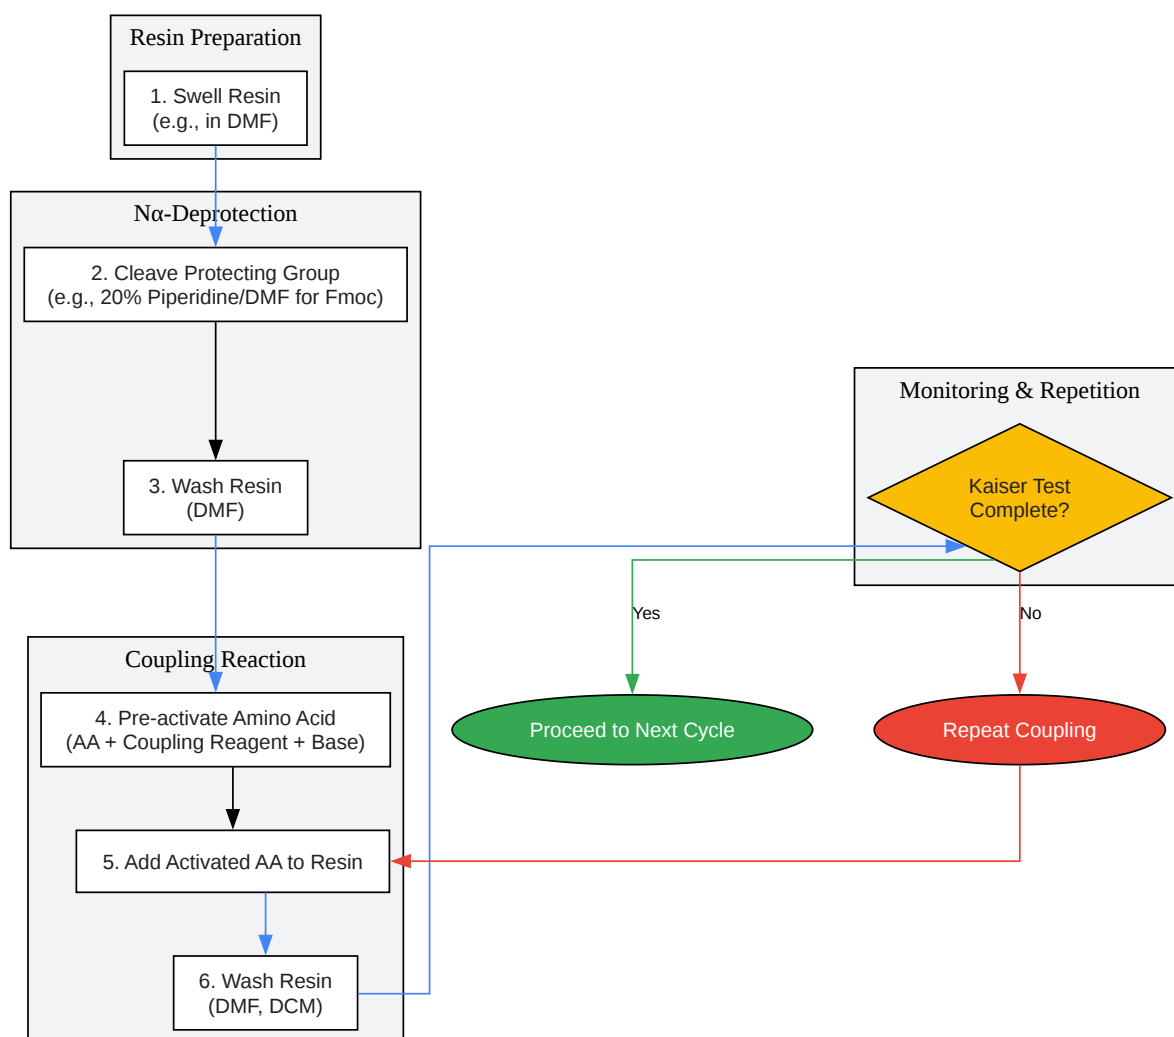 Resin Preparation
1. Swell Resin
(e.g., in DMF)
Nα-Deprotection
2. Cleave Protecting Group
(e.g., 20% Piperidine/DMF for Fmoc)
3. Wash Resin
(DMF)
Monitoring & Repetition
Kaiser Test
Complete?
Yes
No
Coupling Reaction
4. Pre-activate Amino Acid
(AA + Coupling Reagent + Base)
Proceed to Next Cycle
Repeat Coupling
5. Add Activated AA to Resin
6. Wash Resin
(DMF, DCM)